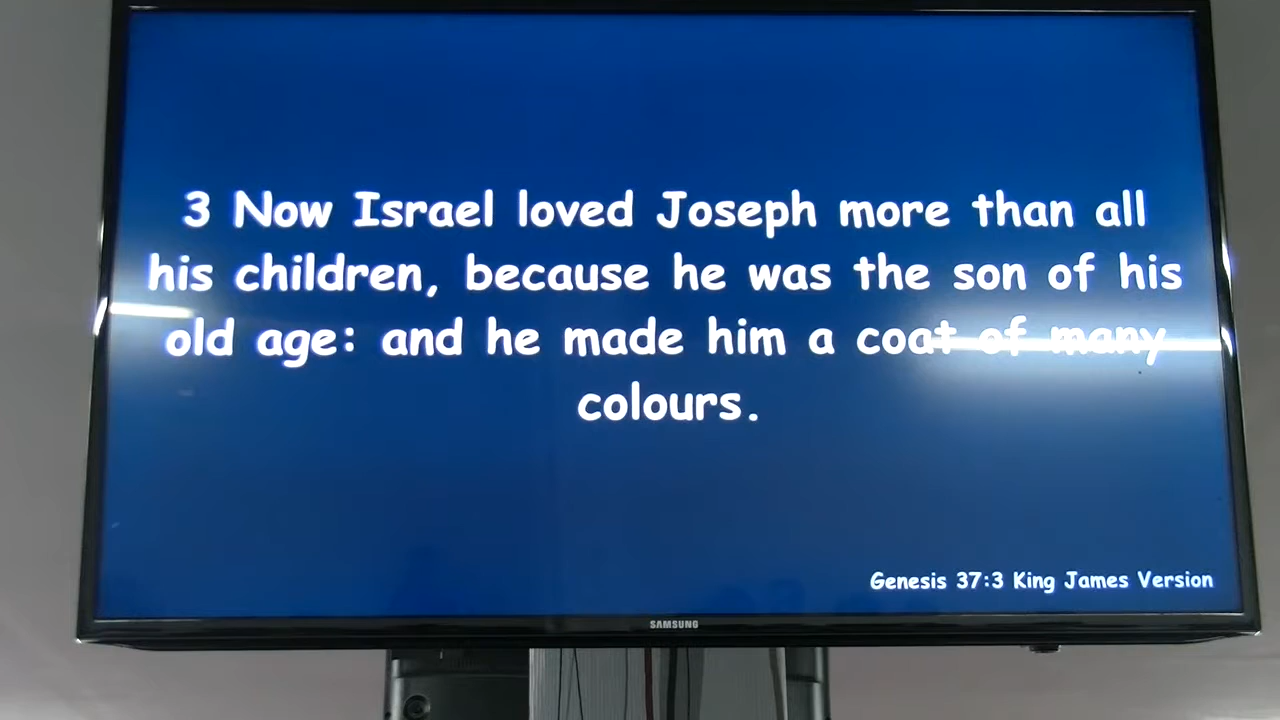 3 Now Israel loved Joseph more than all
his children, because he was the son of his
old age: and he made him a coat of many
colours.
Genesis 37:3 King James Version
SAMSUNG